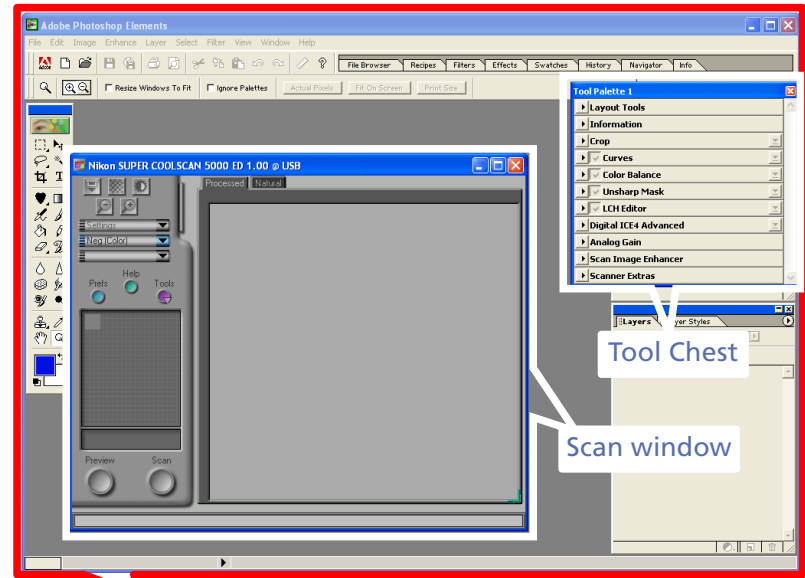 Adobe Photoshop Elements
File Edit Image Enhance Layer Select Filter View Window Help
File Browser Recipes Filters Effects Swatches History Navigator Info
Resize Windows To Fit Ignore Palettes Actual Pixels Fit On Screen Print Size
Tool Palette 1
Layout Tools
Information
Crop
Curves
Color Balance
Unsharp Mask
LCH Editor
Digital ICE4 Advanced
Analog Gain
Scan Image Enhancer
Scanner Extras
Nikon SUPER COOLSCAN 5000 ED 1.00 @ USB
Processed Natural
Settings
Neg (Color)
Prefs Help Tools
Preview Scan
Layers yer Styles
Tool Chest
Scan window